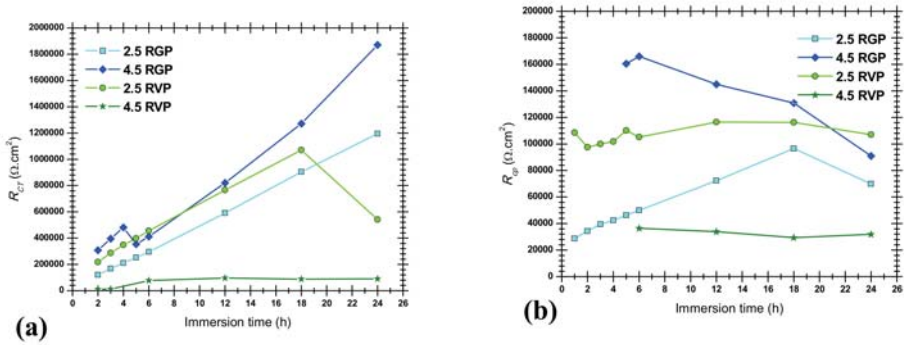 2000000
1800000
1600000
1400000
1200000
1000000
800000
600000
400000
200000
0
R_CT (Ω.cm²)
2.5 RGP
4.5 RGP
2.5 RVP
4.5 RVP
0 2 4 6 8 10 12 14 16 18 20 22 24 26
Immersion time (h)
(a)
200000
180000
160000
140000
120000
100000
80000
60000
40000
20000
0
(Ω.cm²)
2.5 RGP
4.5 RGP
2.5 RVP
4.5 RVP
0 2 4 6 8 10 12 14 16 18 20 22 24 26
Immersion time (h)
(b)